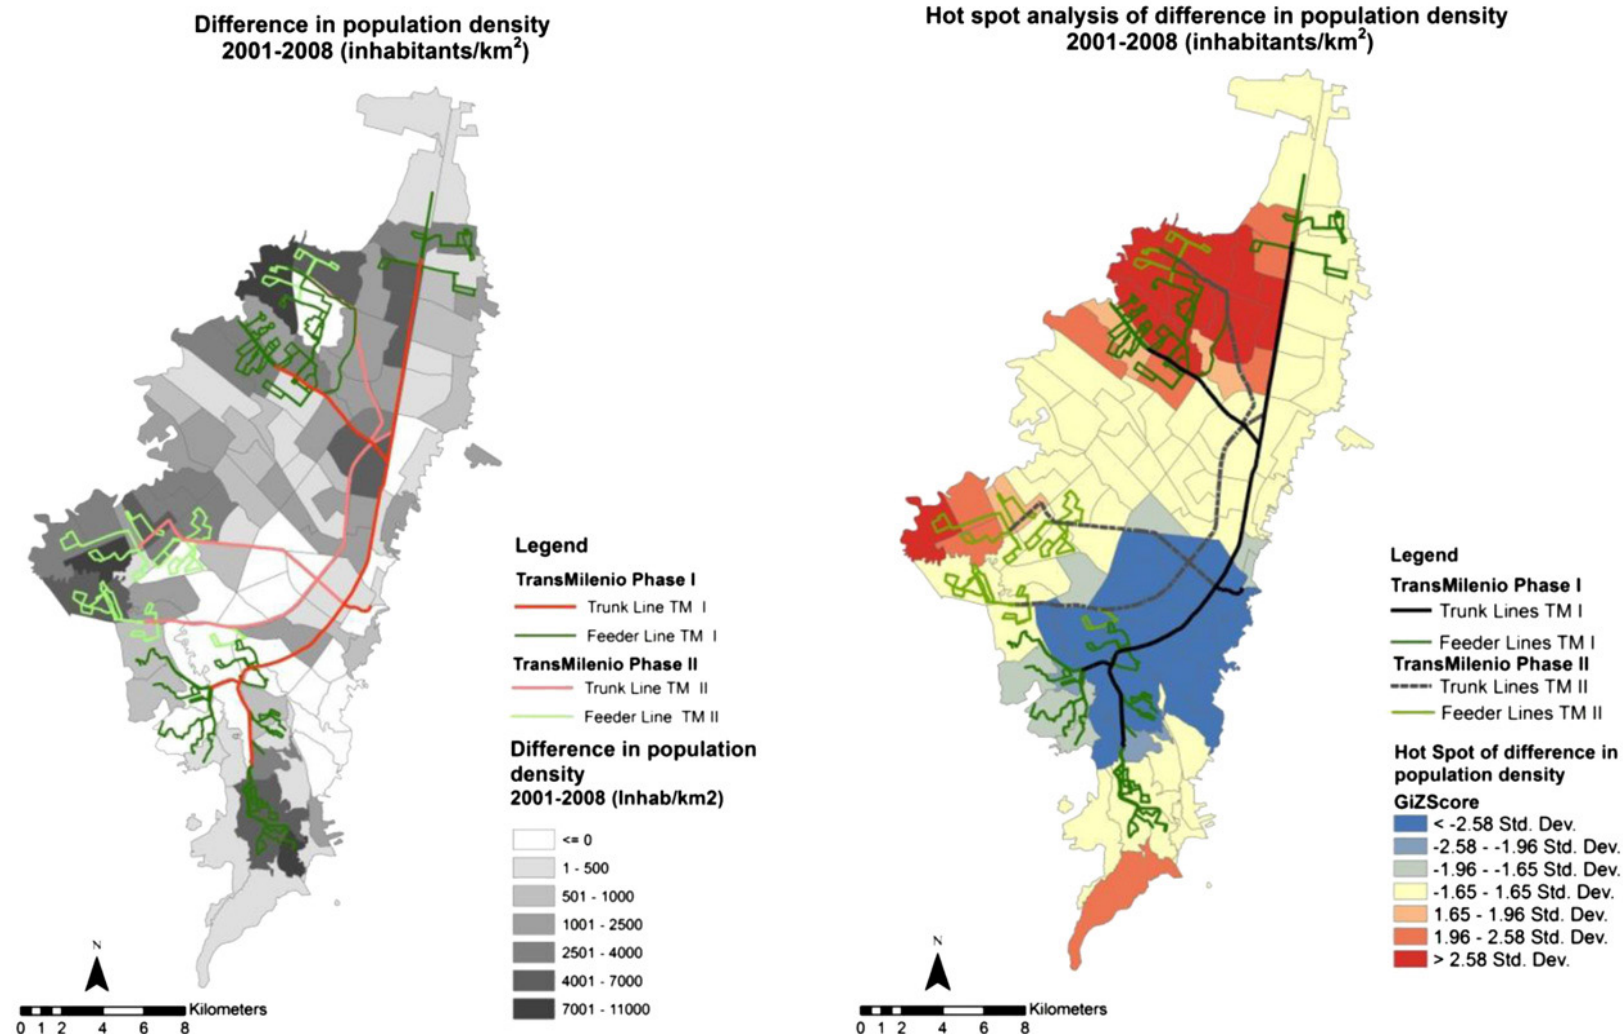 Difference in population density
2001-2008 (inhabitants/km²)
Legend
TransMilenio Phase I
Trunk Line TM I
Feeder Line TM I
TransMilenio Phase II
Trunk Line TM II
Feeder Line TM II
Difference in population
density
2001-2008 (Inhab/km2)
<= 0
1 - 500
501 - 1000
1001 - 2500
2501 - 4000
4001 - 7000
7001 - 11000
N
Kilometers
0 1 2 4 6 8
Hot spot analysis of difference in population density
2001-2008 (inhabitants/km²)
Legend
TransMilenio Phase I
Trunk Lines TM I
Feeder Lines TM I
TransMilenio Phase II
Trunk Lines TM II
Feeder Lines TM II
Hot Spot of difference in
population density
GiZScore
< -2.58 Std. Dev.
-2.58 - -1.96 Std. Dev.
-1.96 - -1.65 Std. Dev.
-1.65 - 1.65 Std. Dev.
1.65 - 1.96 Std. Dev.
1.96 - 2.58 Std. Dev.
> 2.58 Std. Dev.
N
Kilometers
0 1 2 4 6 8